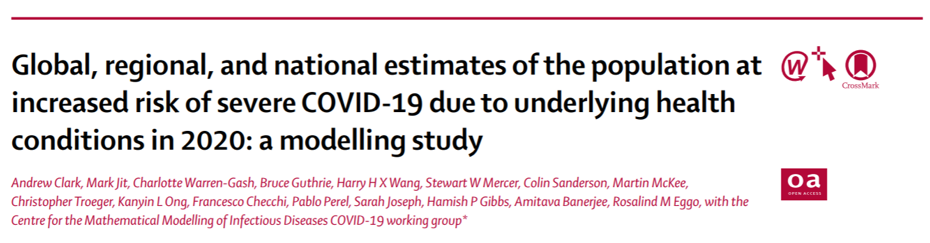 Global, regional, and national estimates of the population at
increased risk of severe COVID-19 due to underlying health
conditions in 2020: a modelling study
W
CrossMark
Andrew Clark, Mark Jit, Charlotte Warren-Gash, Bruce Guthrie, Harry H X Wang, Stewart W Mercer, Colin Sanderson, Martin McKee,
Christopher Troeger, Kanyin L Ong, Francesco Checchi, Pablo Perel, Sarah Joseph, Hamish P Gibbs, Amitava Banerjee, Rosalind M Eggo, with the
Centre for the Mathematical Modelling of Infectious Diseases COVID-19 working group*
oa
OPEN ACCESS